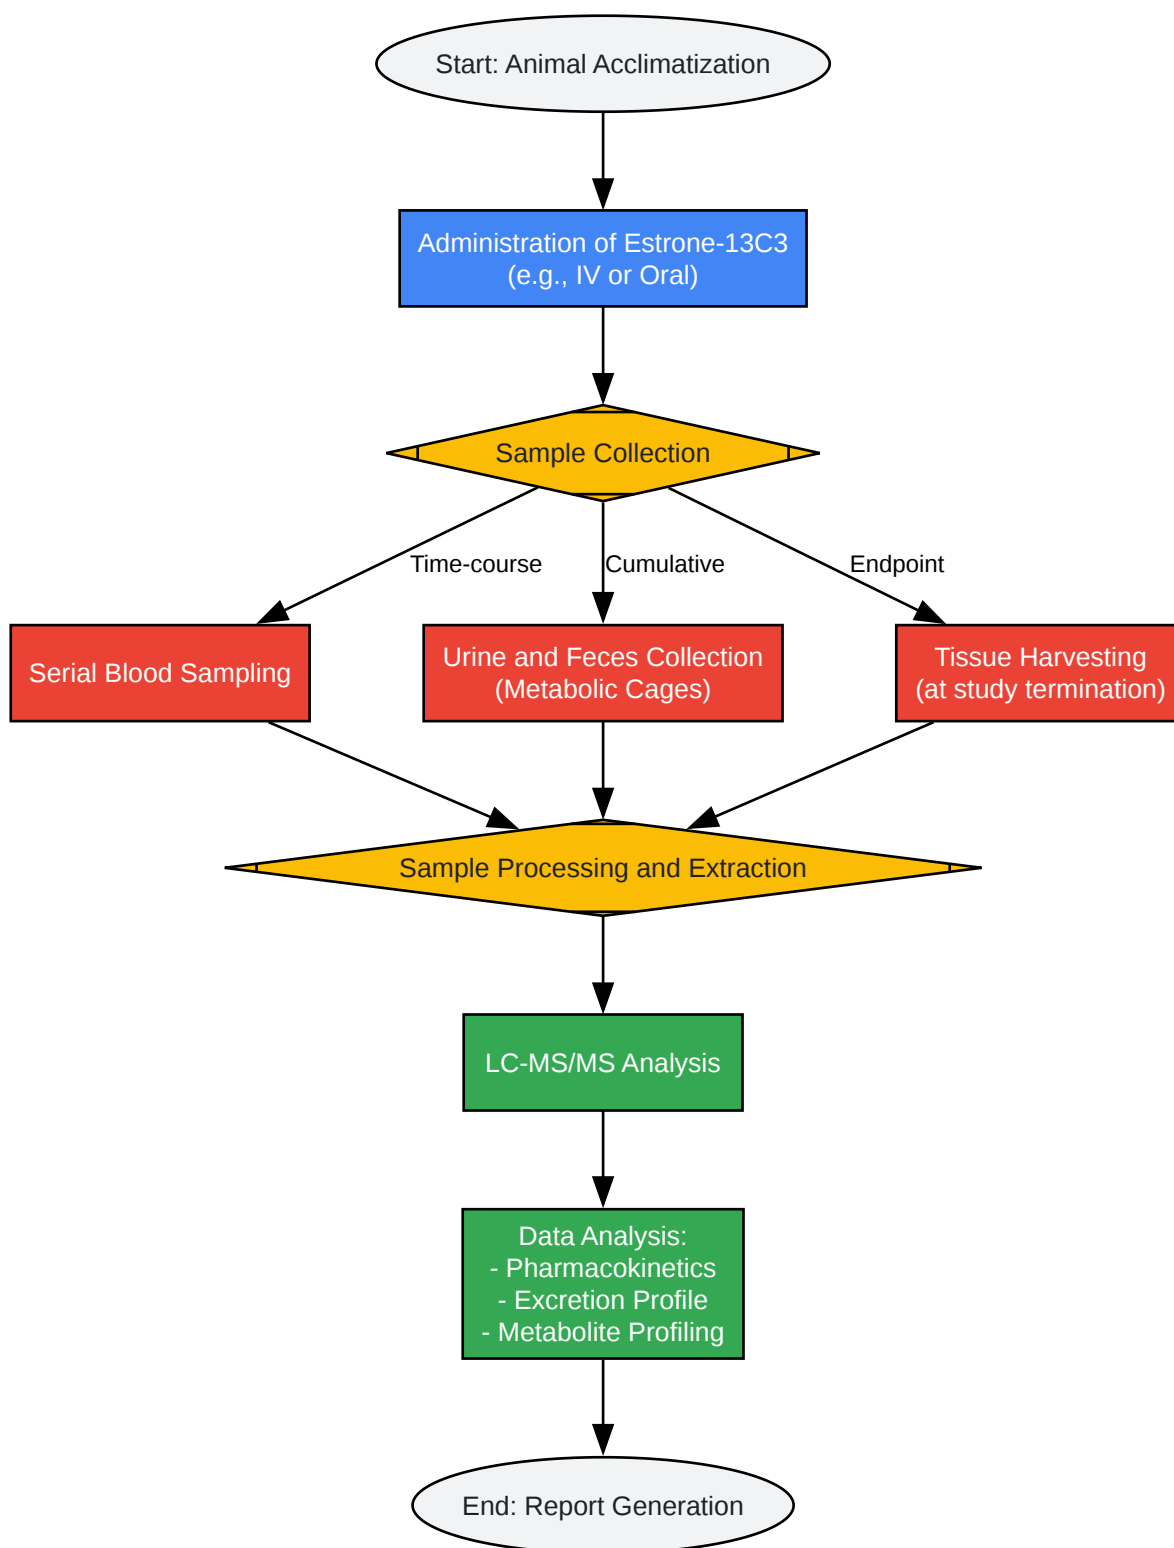 Start: Animal Acclimatization
Administration of Estrone-13C3
(e.g., IV or Oral)
Sample Collection
Time-course
Cumulative
Endpoint
Serial Blood Sampling
Urine and Feces Collection
(Metabolic Cages)
Tissue Harvesting
(at study termination)
Sample Processing and Extraction
LC-MS/MS Analysis
Data Analysis:
- Pharmacokinetics
- Excretion Profile
- Metabolite Profiling
End: Report Generation